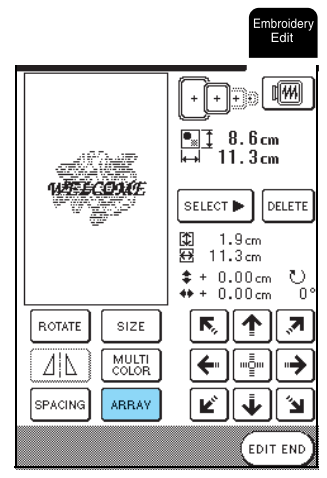 Embroidery
Edit
8.6cm
11.3cm
WELCOME
SELECT
DELETE
1.9cm
11.3cm
+ 0.00cm
+ 0.00cm 0°
ROTATE
SIZE
MULTI
COLOR
SPACING
ARRAY
EDIT END